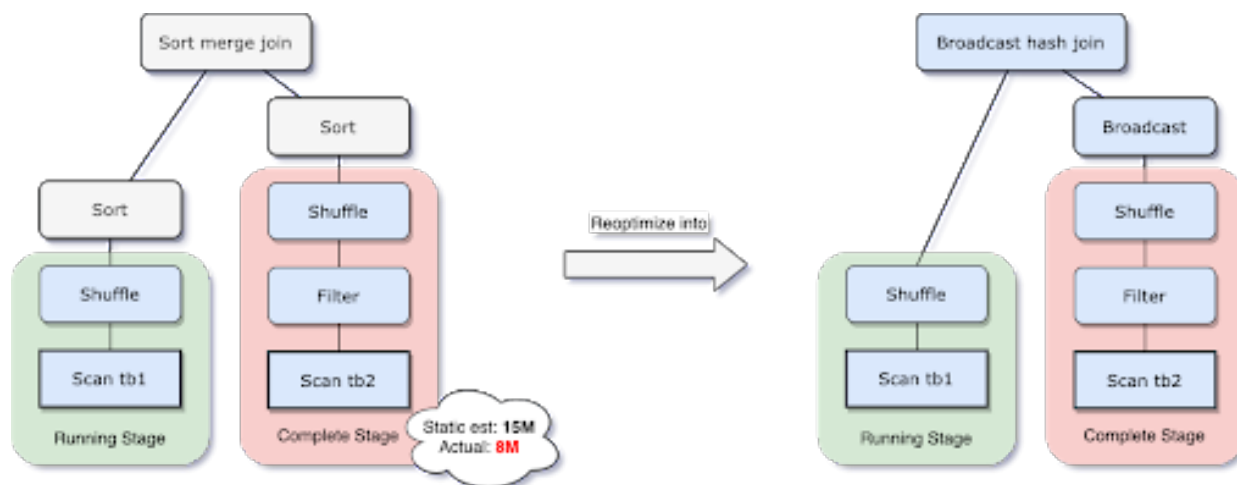 Sort merge join
Sort
Sort
Shuffle
Shuffle
Filter
Scan tb1
Scan tb2
Running Stage
Complete Stage
Static est: 15M
Actual: 8M
Reoptimize into
Broadcast hash join
Broadcast
Shuffle
Shuffle
Filter
Scan tb1
Scan tb2
Running Stage
Complete Stage